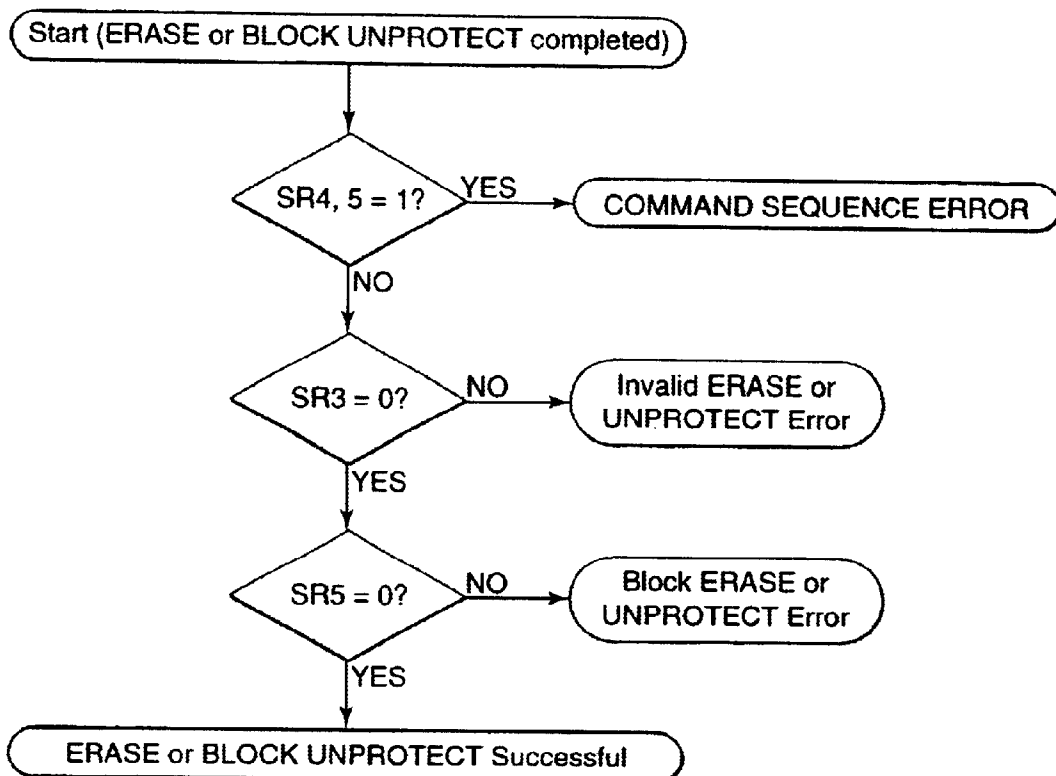 Start (ERASE or BLOCK UNPROTECT completed)
SR4, 5 = 1?
YES
COMMAND SEQUENCE ERROR
NO
SR3 = 0?
NO
Invalid ERASE or
UNPROTECT Error
YES
SR5 = 0?
NO
Block ERASE or
UNPROTECT Error
YES
ERASE or BLOCK UNPROTECT Successful